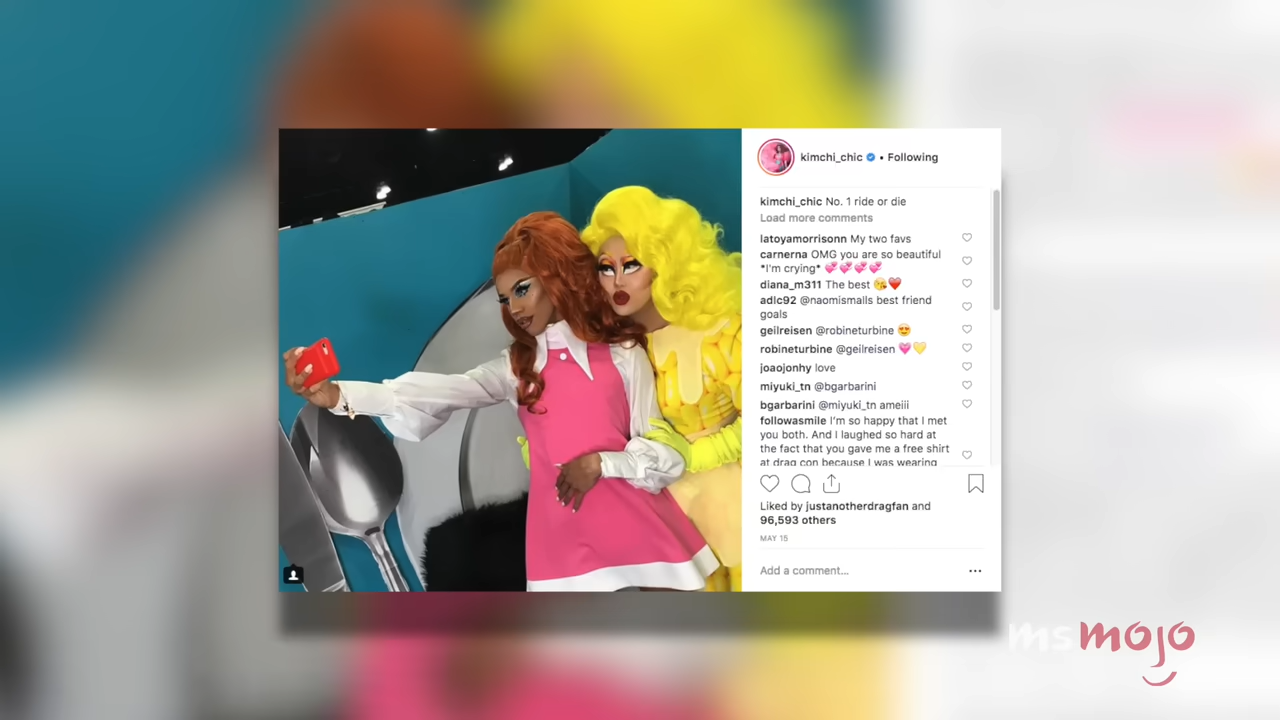 kimchi_chic • Following
kimchi_chic No. 1 ride or die
Load more comments
latoyamorrisonn My two favs
carnerna OMG you are so beautiful
*I'm crying* 💞💞💞💞
diana_m311 The best 😘❤️
adlc92 @naomismalls best friend
goals
geilreisen @robineturbine 😍
robineturbine @geilreisen 💗💛
joaojonhy love
miyuki_tn @bgarbarini
bgarbarini @miyuki_tn ameiii
followasmile I'm so happy that I met
you both. And I laughed so hard at
the fact that you gave me a free shirt
at drag con because I was wearing
Liked by justanotherdragfan and
96,593 others
MAY 15
Add a comment...
msmojo